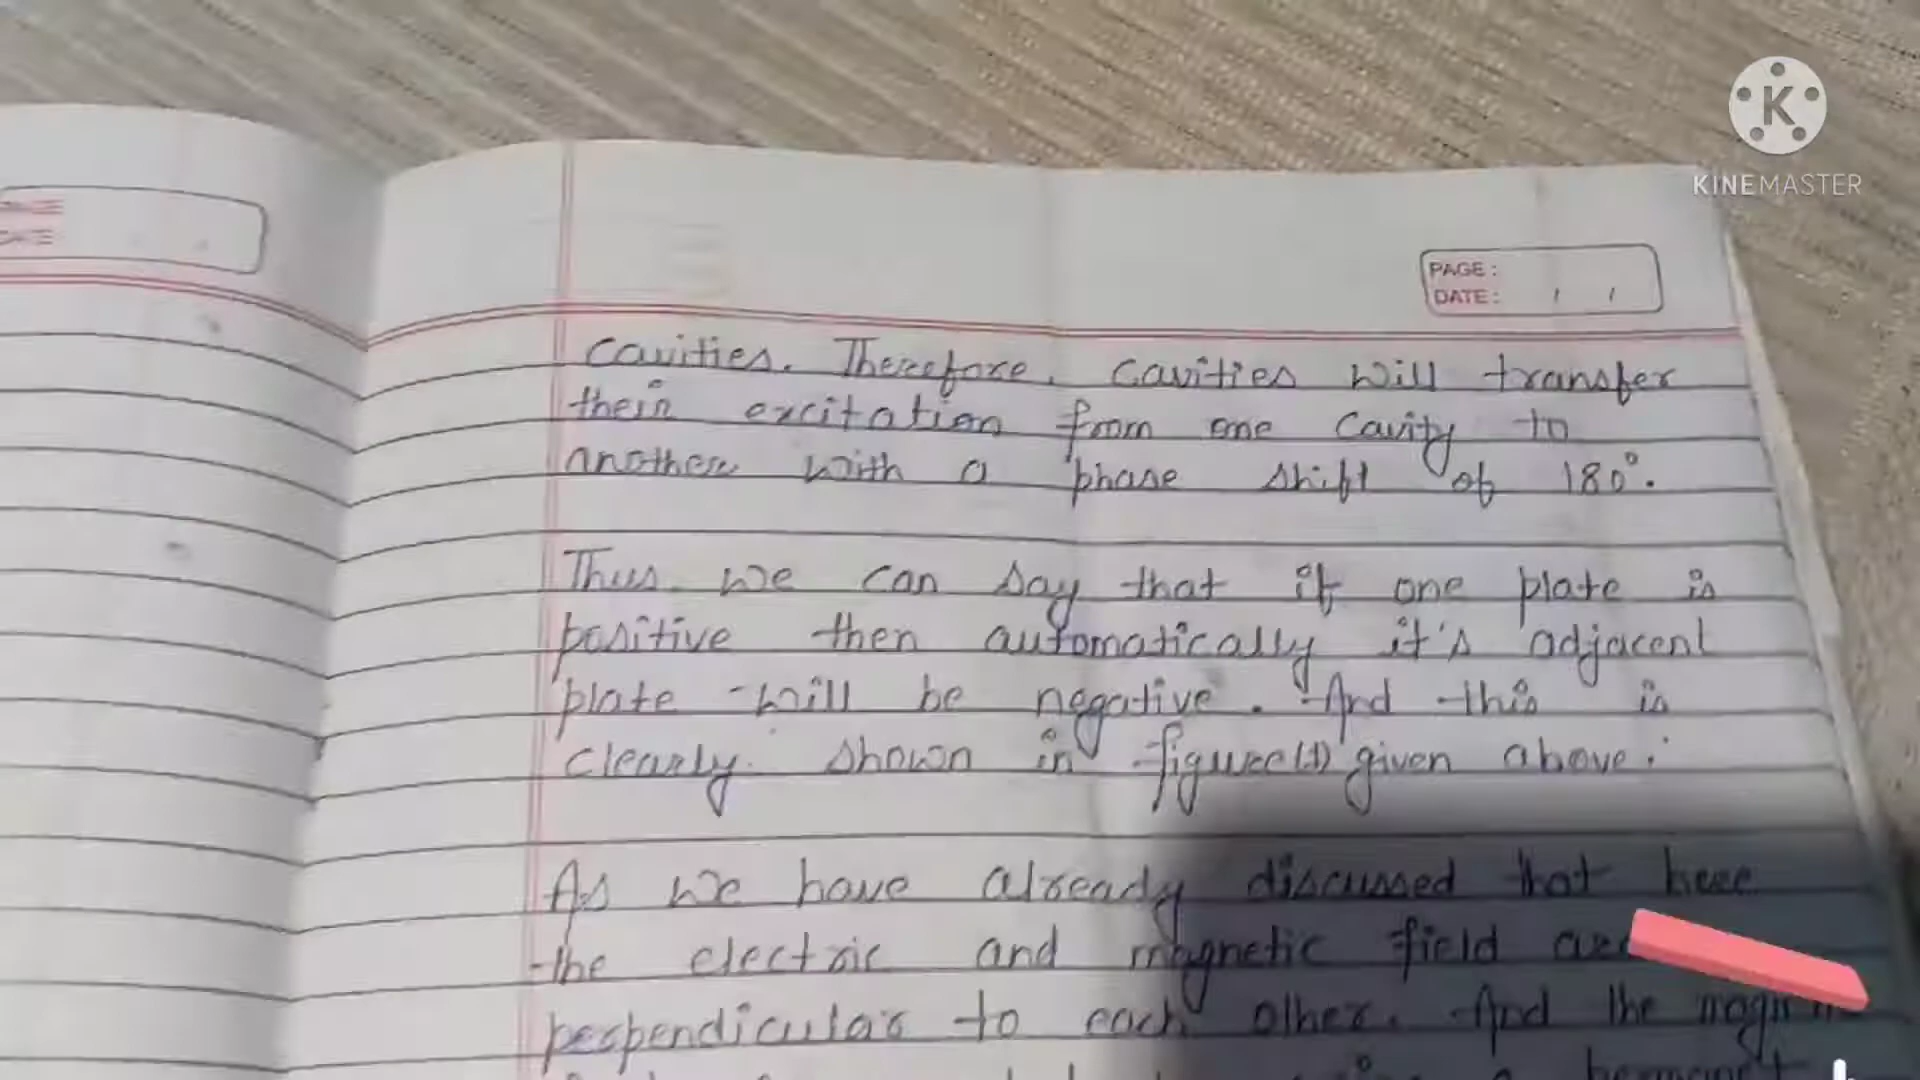 KINEMASTER
PAGE :
DATE : / /
cavities. Therefore, cavities will transfer
their excitation from one cavity to
another with a phase shift of 180°.
Thus we can say that if one plate is
positive then automatically it's adjacent
plate will be negative. And this is
clearly shown in figure(1) given above.
As we have already discussed that here
the electric and magnetic field are
perpendicular to each other. And the